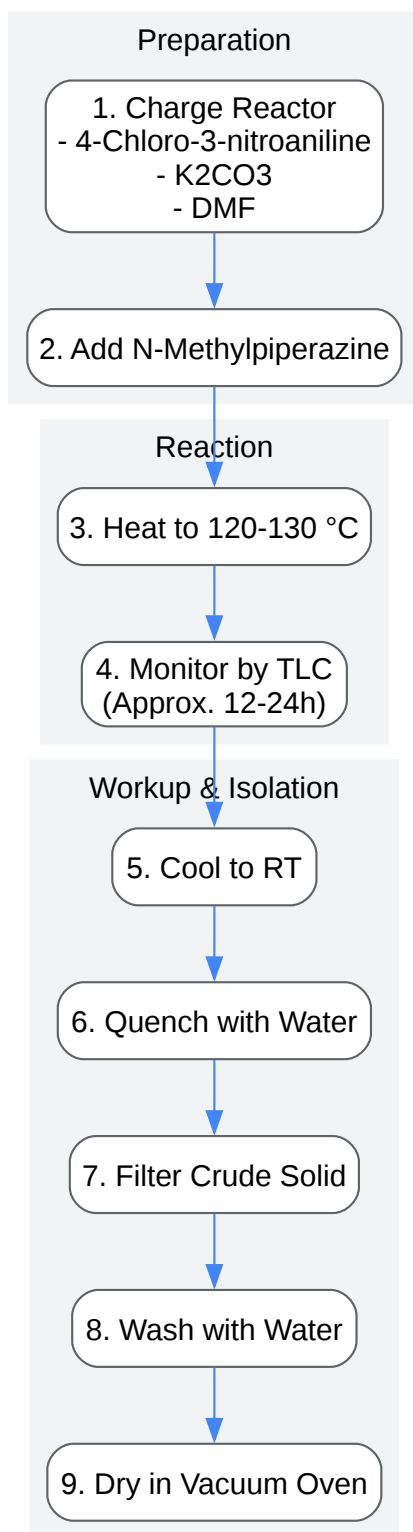 Preparation
1. Charge Reactor
- 4-Chloro-3-nitroaniline
- K2CO3
- DMF
2. Add N-Methylpiperazine
Reaction
3. Heat to 120-130 °C
4. Monitor by TLC
(Approx. 12-24h)
Workup & Isolation
5. Cool to RT
6. Quench with Water
7. Filter Crude Solid
8. Wash with Water
9. Dry in Vacuum Oven